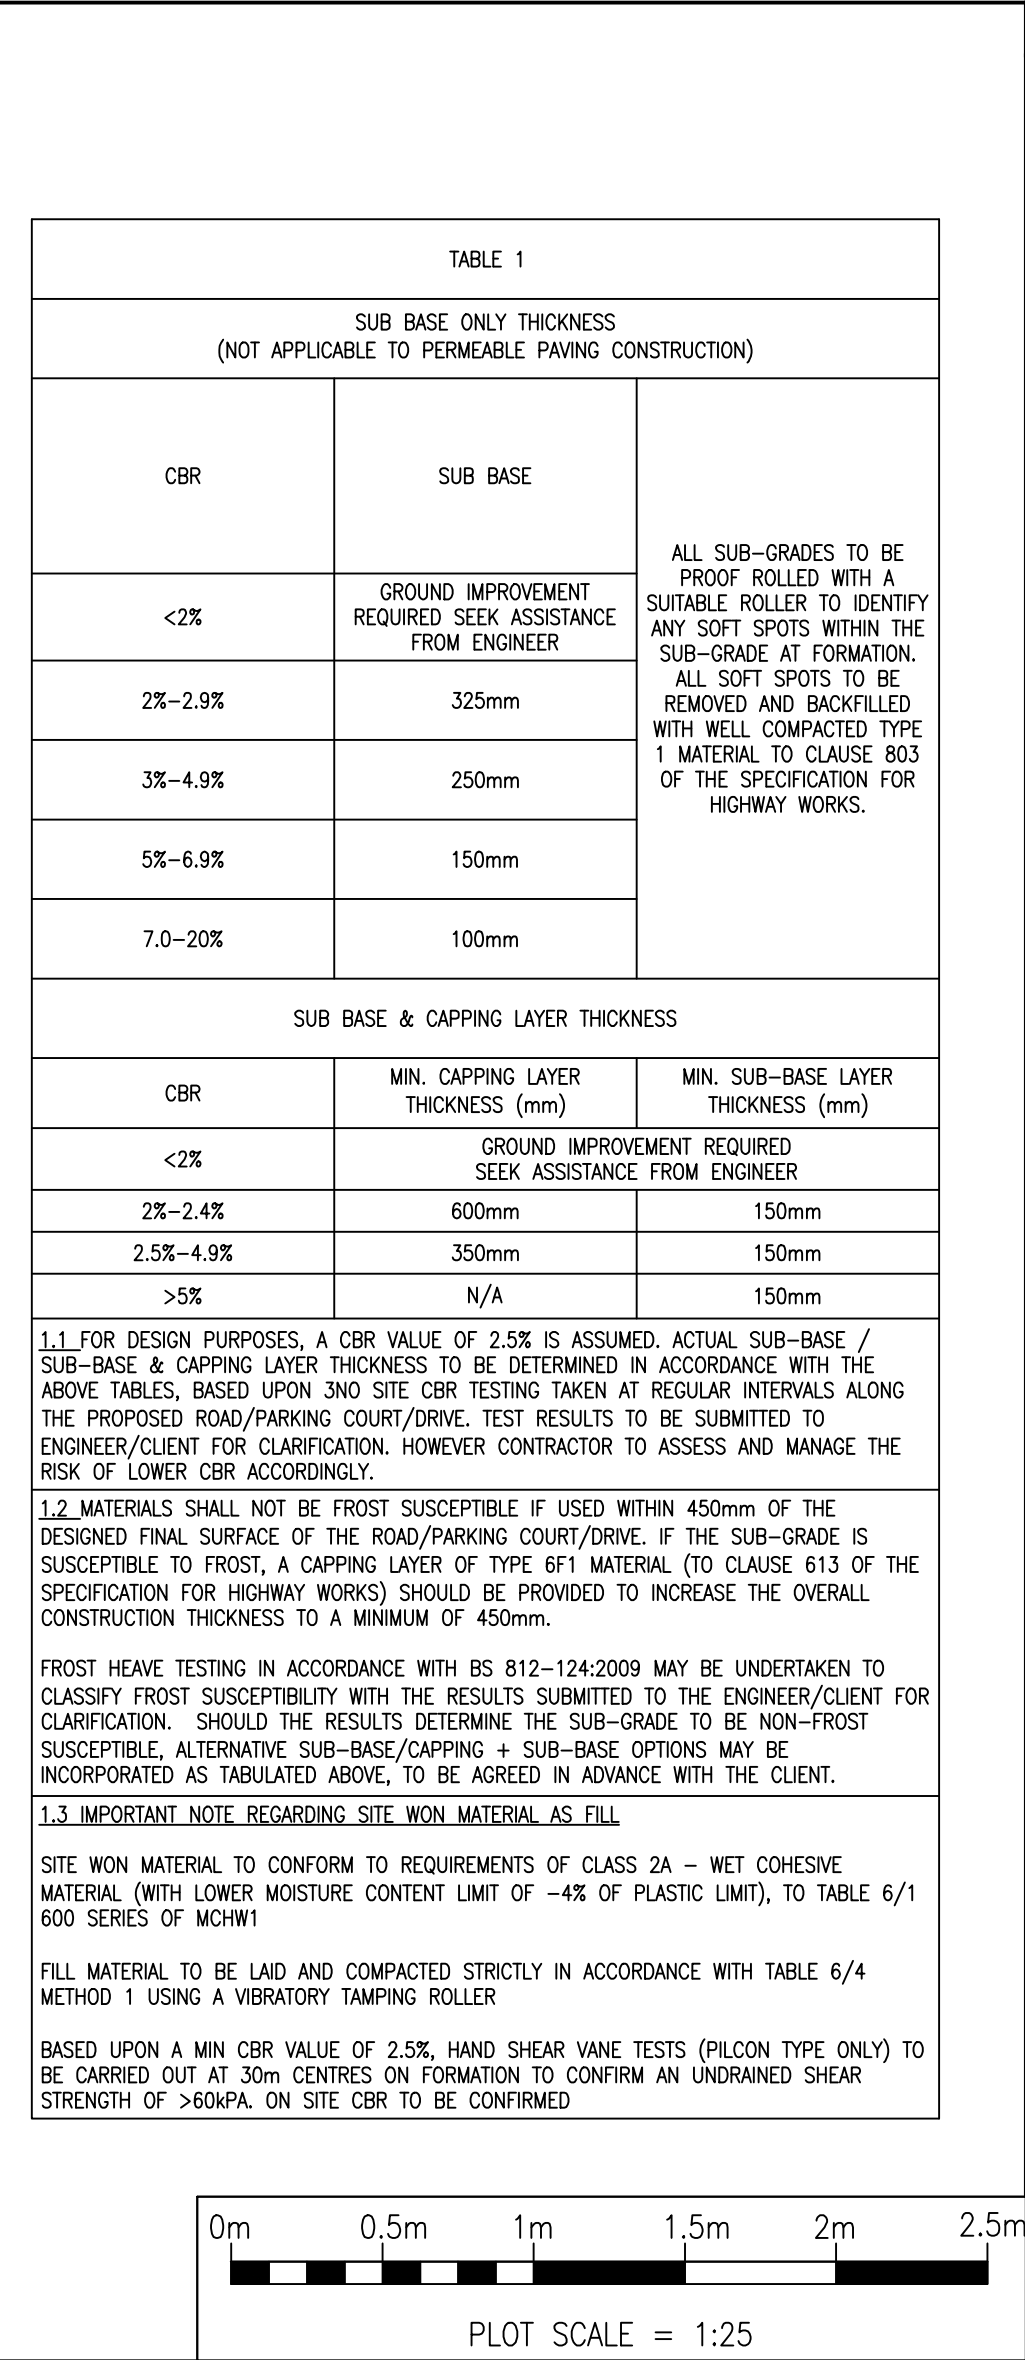 TABLE 1
SUB BASE ONLY THICKNESS
(NOT APPLICABLE TO PERMEABLE PAVING CONSTRUCTION)
CBR
SUB BASE
ALL SUB-GRADES TO BE
PROOF ROLLED WITH A
SUITABLE ROLLER TO IDENTIFY
ANY SOFT SPOTS WITHIN THE
SUB-GRADE AT FORMATION.
ALL SOFT SPOTS TO BE
REMOVED AND BACKFILLED
WITH WELL COMPACTED TYPE
1 MATERIAL TO CLAUSE 803
OF THE SPECIFICATION FOR
HIGHWAY WORKS.
<2%
GROUND IMPROVEMENT
REQUIRED SEEK ASSISTANCE
FROM ENGINEER
2%-2.9%
325mm
3%-4.9%
250mm
5%-6.9%
150mm
7.0-20%
100mm
SUB BASE & CAPPING LAYER THICKNESS
CBR
MIN. CAPPING LAYER
THICKNESS (mm)
MIN. SUB-BASE LAYER
THICKNESS (mm)
<2%
GROUND IMPROVEMENT REQUIRED
SEEK ASSISTANCE FROM ENGINEER
2%-2.4%
600mm
150mm
2.5%-4.9%
350mm
150mm
>5%
N/A
150mm
1.1 FOR DESIGN PURPOSES, A CBR VALUE OF 2.5% IS ASSUMED. ACTUAL SUB-BASE /
SUB-BASE & CAPPING LAYER THICKNESS TO BE DETERMINED IN ACCORDANCE WITH THE
ABOVE TABLES, BASED UPON 3NO SITE CBR TESTING TAKEN AT REGULAR INTERVALS ALONG
THE PROPOSED ROAD/PARKING COURT/DRIVE. TEST RESULTS TO BE SUBMITTED TO
ENGINEER/CLIENT FOR CLARIFICATION. HOWEVER CONTRACTOR TO ASSESS AND MANAGE THE
RISK OF LOWER CBR ACCORDINGLY.
1.2 MATERIALS SHALL NOT BE FROST SUSCEPTIBLE IF USED WITHIN 450mm OF THE
DESIGNED FINAL SURFACE OF THE ROAD/PARKING COURT/DRIVE. IF THE SUB-GRADE IS
SUSCEPTIBLE TO FROST, A CAPPING LAYER OF TYPE 6F1 MATERIAL (TO CLAUSE 613 OF THE
SPECIFICATION FOR HIGHWAY WORKS) SHOULD BE PROVIDED TO INCREASE THE OVERALL
CONSTRUCTION THICKNESS TO A MINIMUM OF 450mm.
FROST HEAVE TESTING IN ACCORDANCE WITH BS 812-124:2009 MAY BE UNDERTAKEN TO
CLASSIFY FROST SUSCEPTIBILITY WITH THE RESULTS SUBMITTED TO THE ENGINEER/CLIENT FOR
CLARIFICATION. SHOULD THE RESULTS DETERMINE THE SUB-GRADE TO BE NON-FROST
SUSCEPTIBLE, ALTERNATIVE SUB-BASE/CAPPING + SUB-BASE OPTIONS MAY BE
INCORPORATED AS TABULATED ABOVE, TO BE AGREED IN ADVANCE WITH THE CLIENT.
1.3 IMPORTANT NOTE REGARDING SITE WON MATERIAL AS FILL
SITE WON MATERIAL TO CONFORM TO REQUIREMENTS OF CLASS 2A - WET COHESIVE
MATERIAL (WITH LOWER MOISTURE CONTENT LIMIT OF -4% OF PLASTIC LIMIT), TO TABLE 6/1
600 SERIES OF MCHW1
FILL MATERIAL TO BE LAID AND COMPACTED STRICTLY IN ACCORDANCE WITH TABLE 6/4
METHOD 1 USING A VIBRATORY TAMPING ROLLER
BASED UPON A MIN CBR VALUE OF 2.5%, HAND SHEAR VANE TESTS (PILCON TYPE ONLY) TO
BE CARRIED OUT AT 30m CENTRES ON FORMATION TO CONFIRM AN UNDRAINED SHEAR
STRENGTH OF >60kPA. ON SITE CBR TO BE CONFIRMED
0m 0.5m 1m 1.5m 2m 2.5m
PLOT SCALE = 1:25